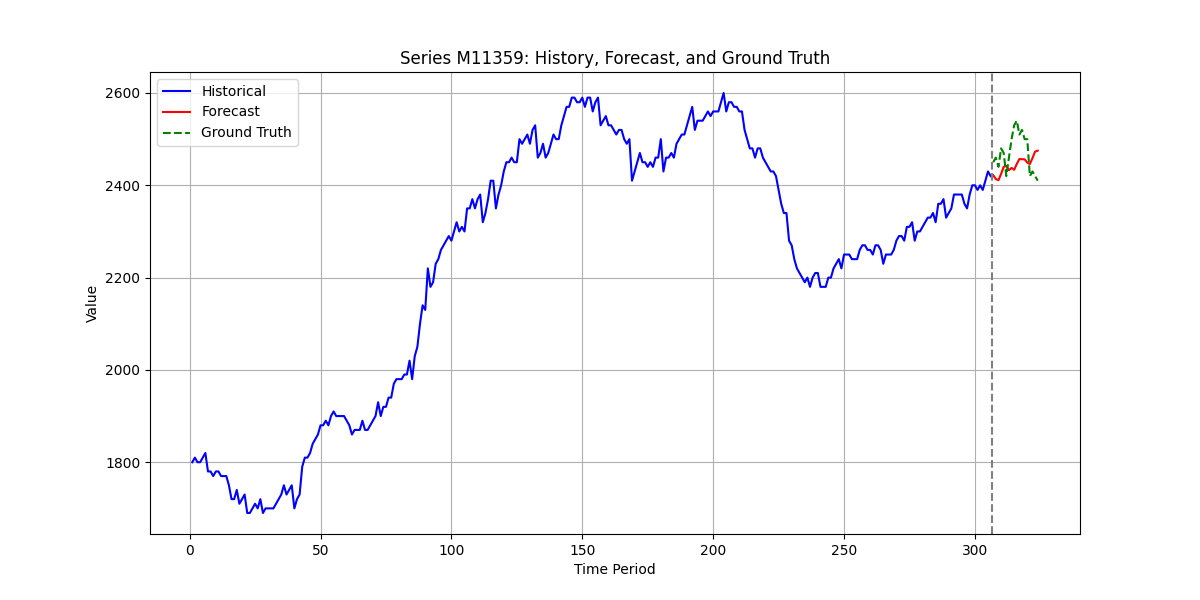 Series M11359: History, Forecast, and Ground Truth
Historical
Forecast
Ground Truth
2600
2400
2200
2000
1800
Value
0 50 100 150 200 250 300
Time Period